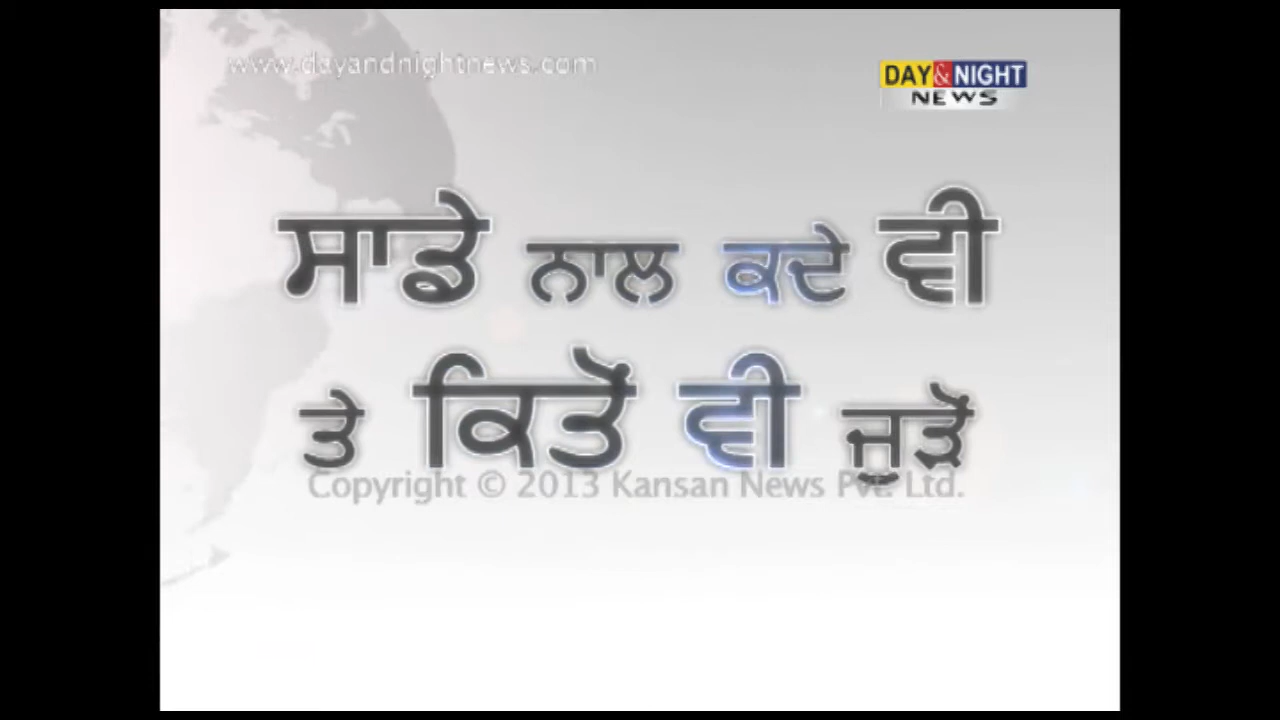 www.dayandnightnews.com
DAY & NIGHT
NEWS
ਸਾਡੇ ਨਾਲ ਕਦੇ ਵੀ
ਤੇ ਕਿਤੋਂ ਵੀ ਜੁੜੋਂ
Copyright © 2013 Kansan News Pvt. Ltd.